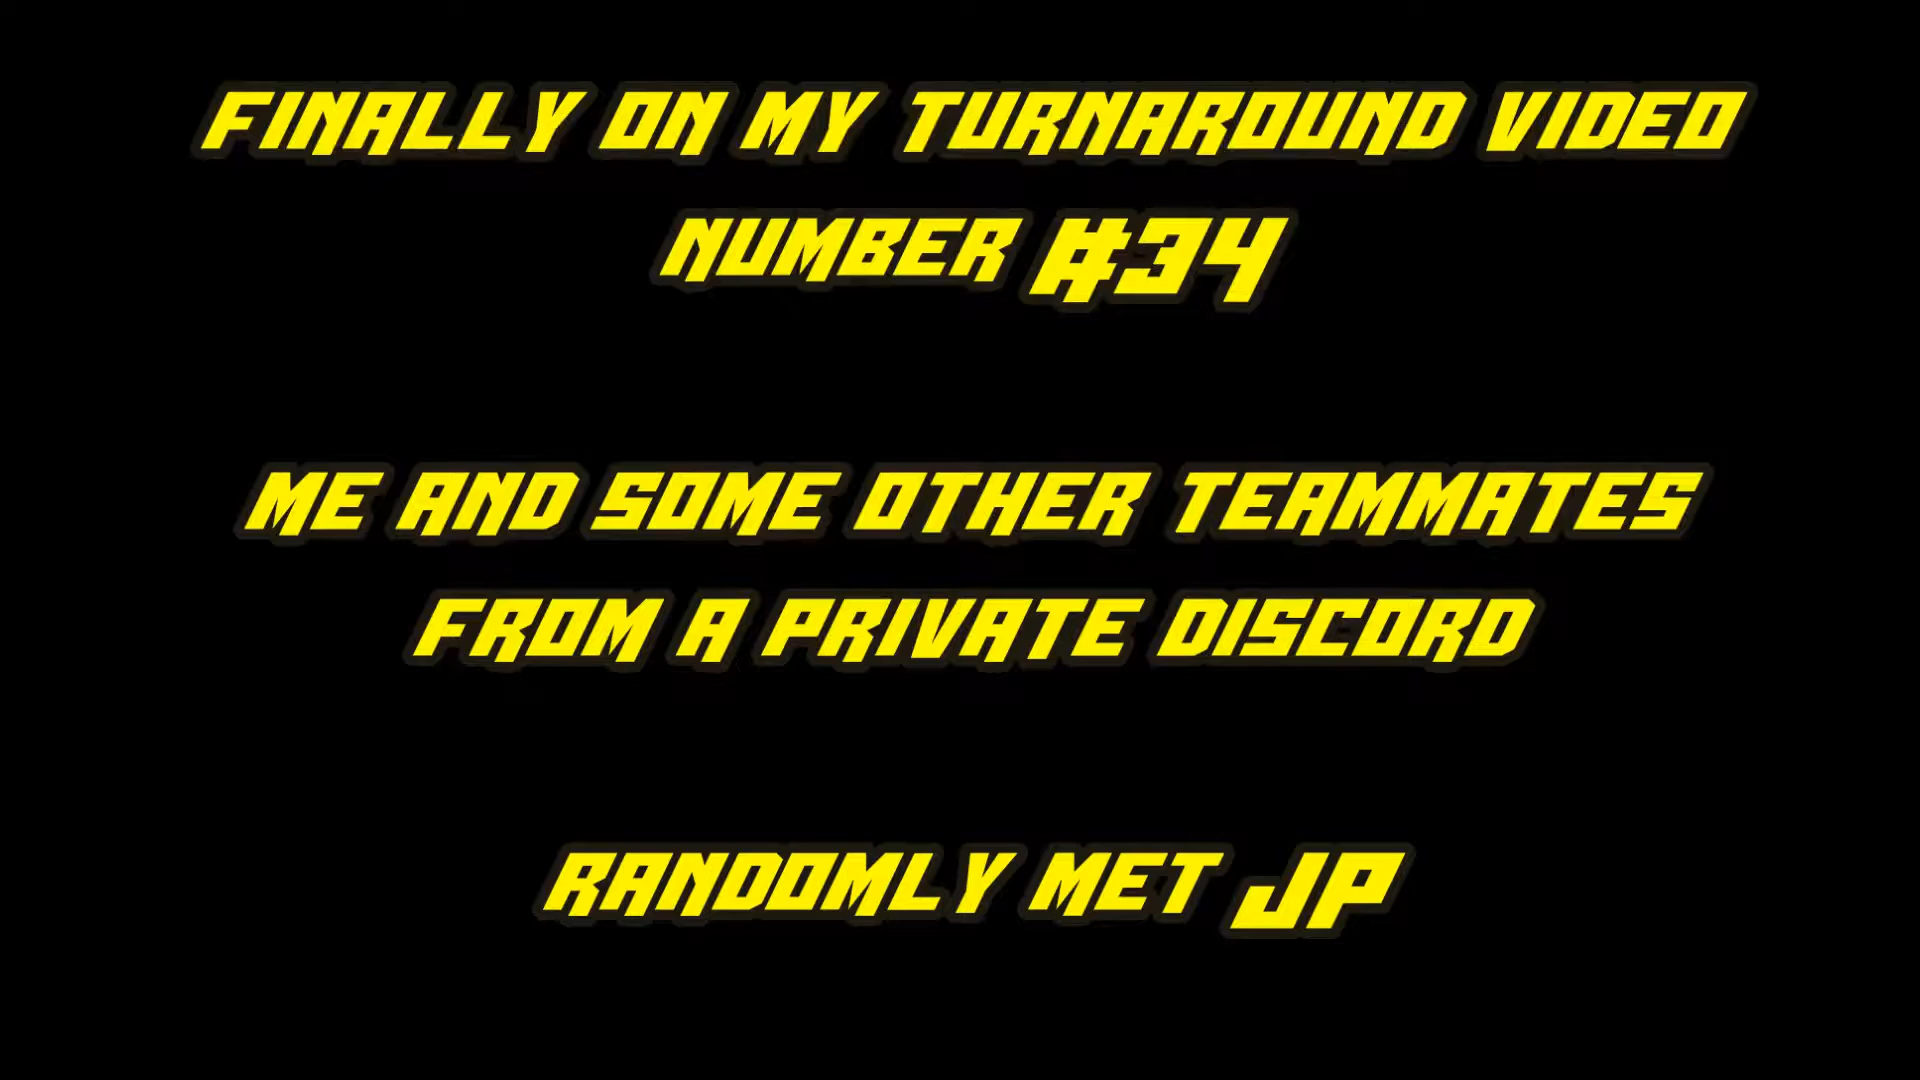 FINALLY ON MY TURNAROUND VIDEO
NUMBER #34
ME AND SOME OTHER TEAMMATES
FROM A PRIVATE DISCORD
RANDOMLY MET JP